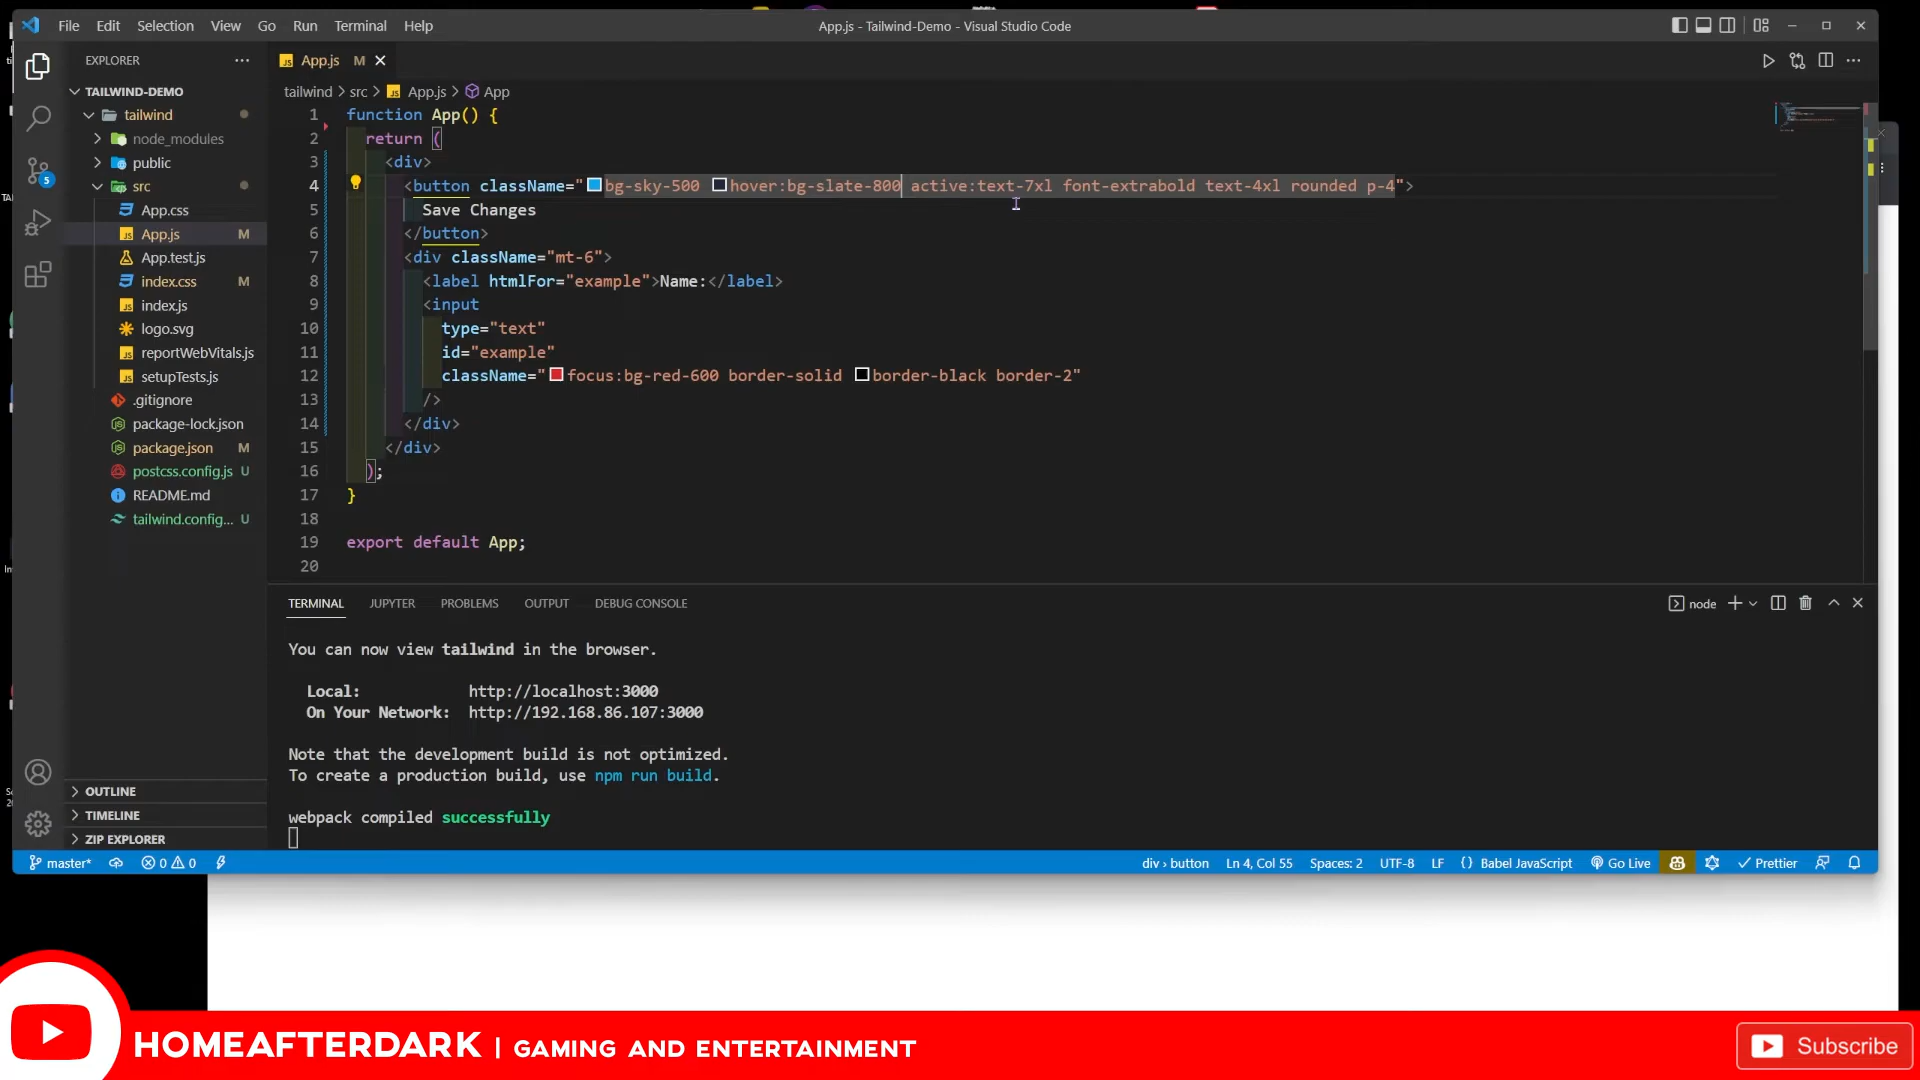 File Edit Selection View Go Run Terminal Help
App.js - Tailwind-Demo - Visual Studio Code
EXPLORER
TAILWIND-DEMO
tailwind
node_modules
public
src
App.css
App.js M
App.test.js
index.css M
index.js
logo.svg
reportWebVitals.js
setupTests.js
.gitignore
package-lock.json
package.json M
postcss.config.js U
README.md
tailwind.config... U
OUTLINE
TIMELINE
ZIP EXPLORER
5
App.js M
tailwind > src > App.js > App
1 function App() {
2 return (
3 <div>
4 <button className="bg-sky-500 hover:bg-slate-800 active:text-7xl font-extrabold text-4xl rounded p-4">
5 Save Changes
6 </button>
7 <div className="mt-6">
8 <label htmlFor="example">Name:</label>
9 <input
10 type="text"
11 id="example"
12 className="focus:bg-red-600 border-solid border-black border-2"
13 />
14 </div>
15 </div>
16 );
17 }
18
19 export default App;
20
TERMINAL JUPYTER PROBLEMS OUTPUT DEBUG CONSOLE
node
You can now view tailwind in the browser.
Local: http://localhost:3000
On Your Network: http://192.168.86.107:3000
Note that the development build is not optimized.
To create a production build, use npm run build.
webpack compiled successfully
master* 0 0 div › button Ln 4, Col 55 Spaces: 2 UTF-8 LF {} Babel JavaScript Go Live Prettier
HOMEAFTERDARK | GAMING AND ENTERTAINMENT
Subscribe